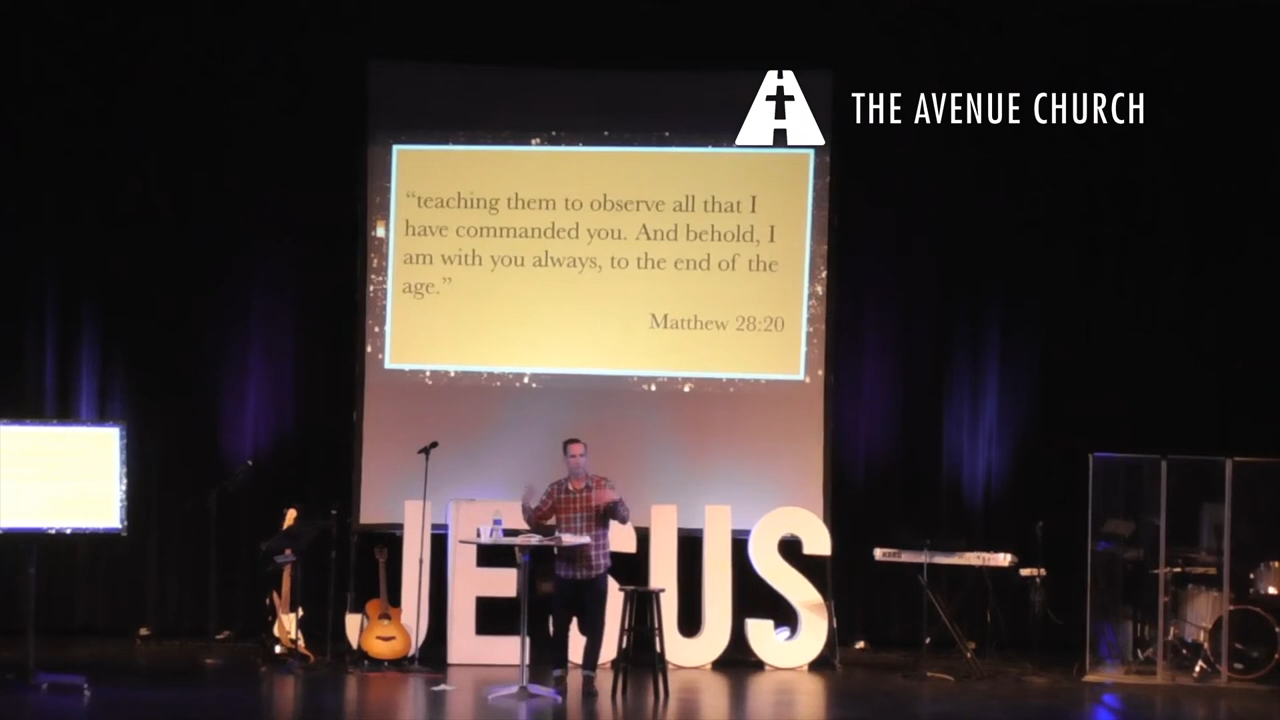 THE AVENUE CHURCH
“teaching them to observe all that I
have commanded you. And behold, I
am with you always, to the end of the
age.”
Matthew 28:20
JESUS
KORG